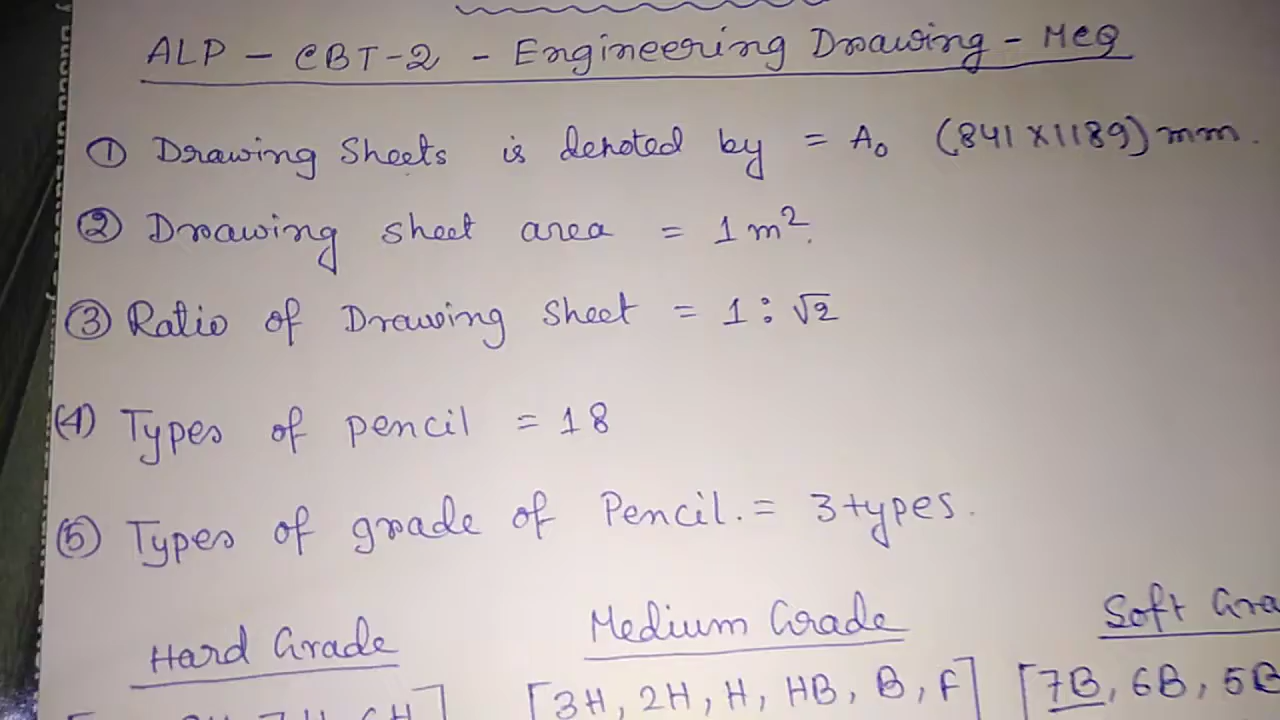 ALP - CBT-2 - Engineering Drawing - MCQ
① Drawing Sheets is denoted by = A₀ (841 X 1189) mm.
② Drawing sheet area = 1 m².
③ Ratio of Drawing Sheet = 1 : √2
(4) Types of pencil = 18
⑤ Types of grade of Pencil. = 3 types.
Hard Grade Medium Grade Soft Gra
[3H, 2H, H, HB, B, F] [7B, 6B, 5B